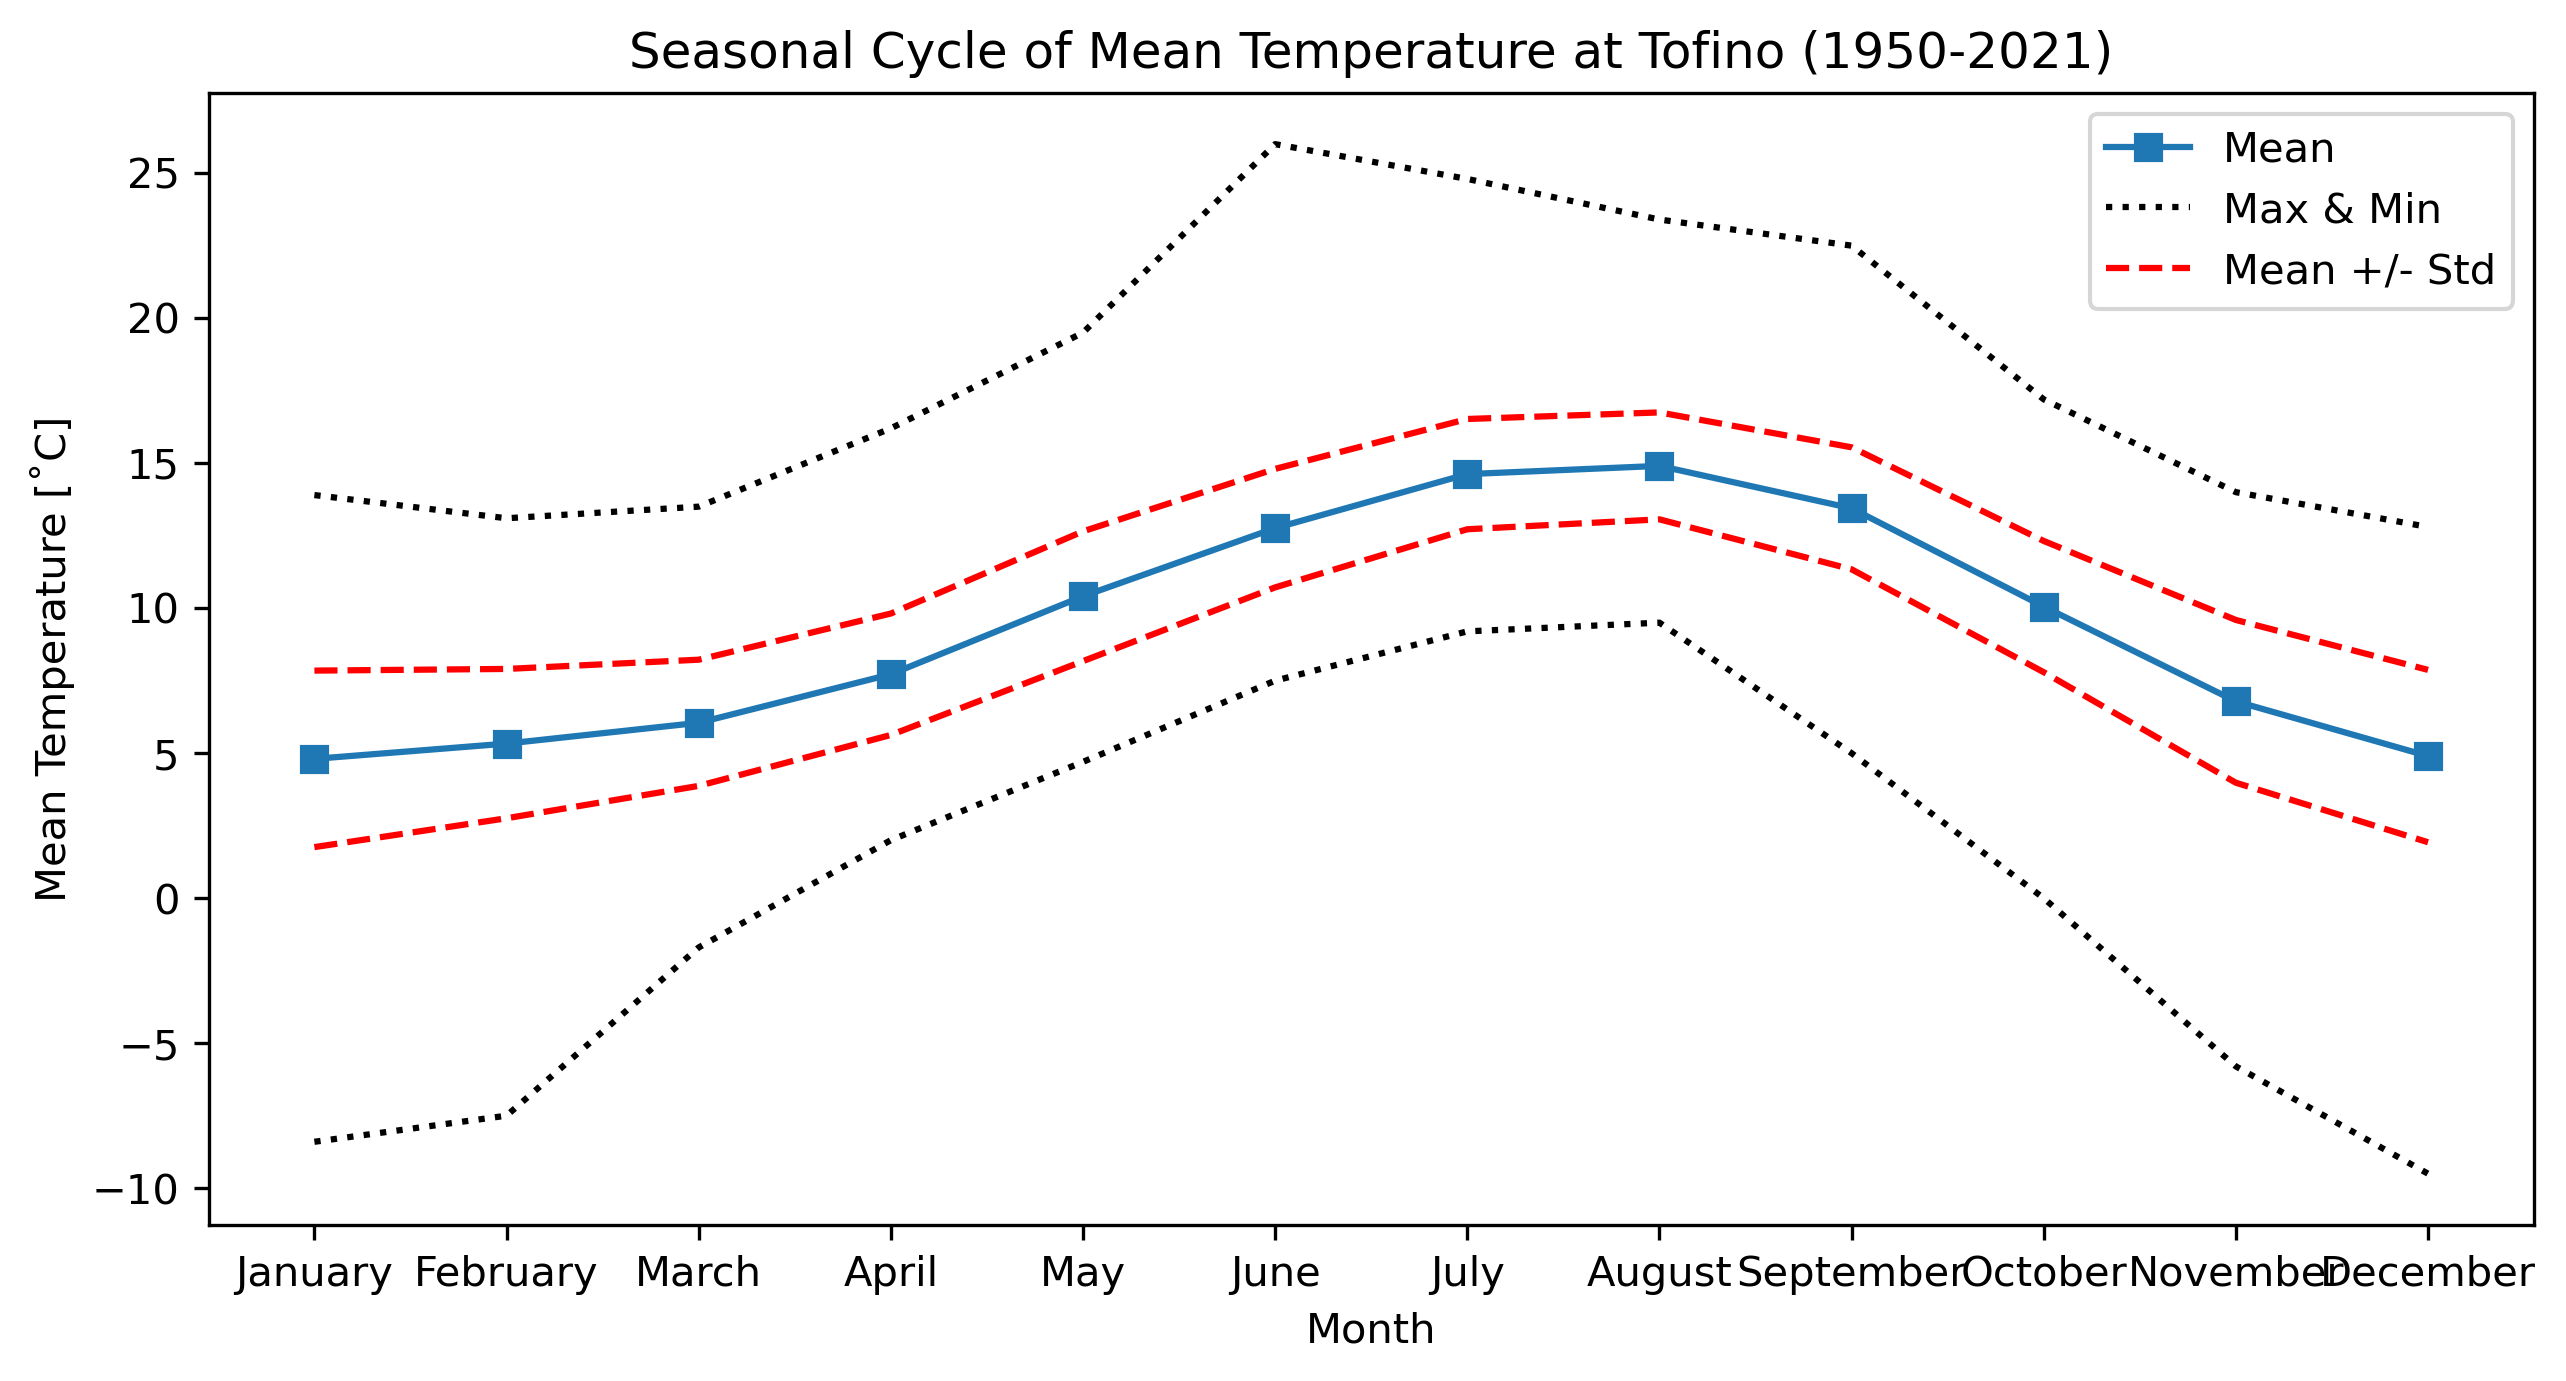 Seasonal Cycle of Mean Temperature at Tofino (1950-2021)
Mean
Max & Min
Mean +/- Std
Mean Temperature [˚C]
25
20
15
10
5
0
−5
−10
January February March April May June July August September October November December
Month